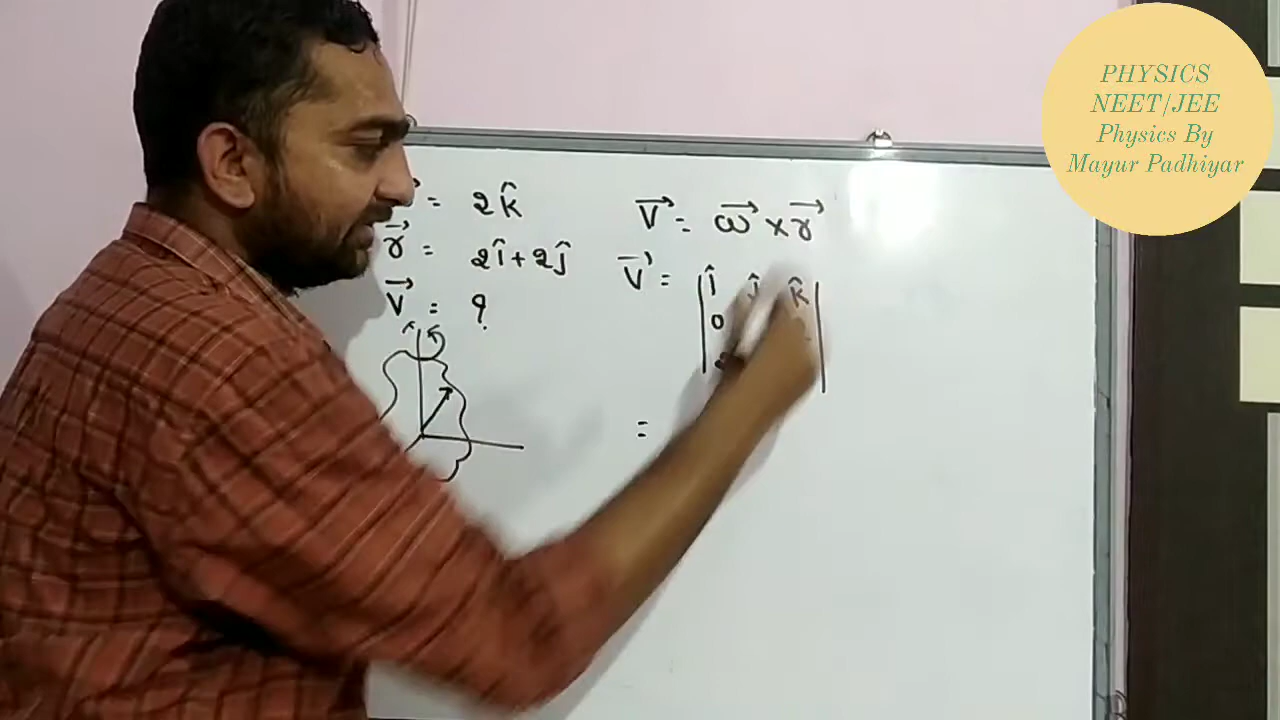 PHYSICS
NEET/JEE
Physics By
Mayur Padhiyar
= 2k̂
r⃗ = 2î + 2ĵ
V⃗ = ?
V⃗ = ω⃗ × r⃗
V⃗ = | î ĵ k̂ |
0
=